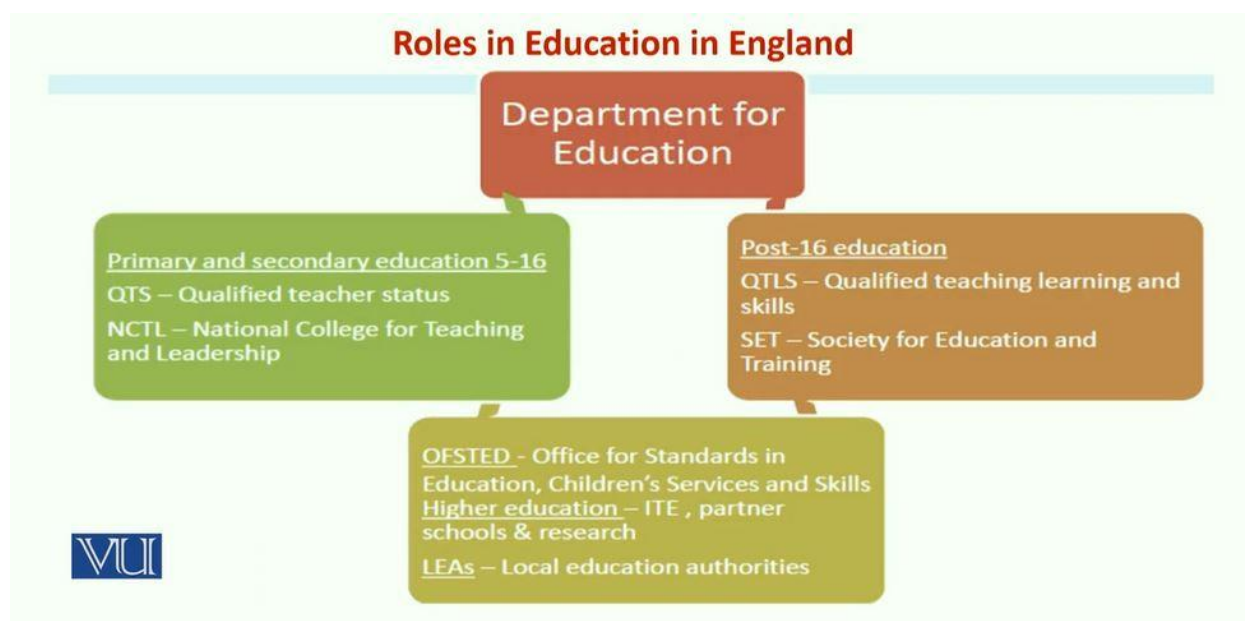 Roles in Education in England
Department for
Education
Primary and secondary education 5-16
QTS – Qualified teacher status
NCTL – National College for Teaching
and Leadership
Post-16 education
QTLS – Qualified teaching learning and
skills
SET – Society for Education and
Training
OFSTED - Office for Standards in
Education, Children’s Services and Skills
Higher education – ITE , partner
schools & research
LEAs – Local education authorities
VU